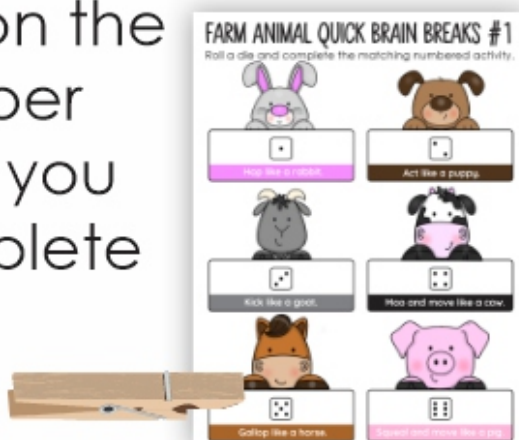 on the
per
you
plete
FARM ANIMAL QUICK BRAIN BREAKS #1
Roll a die and complete the matching numbered activity.
Hop like a rabbit.
Act like a puppy.
Kick like a goat.
Moo and move like a cow.
Gallop like a horse.
Squeal and move like a pig.